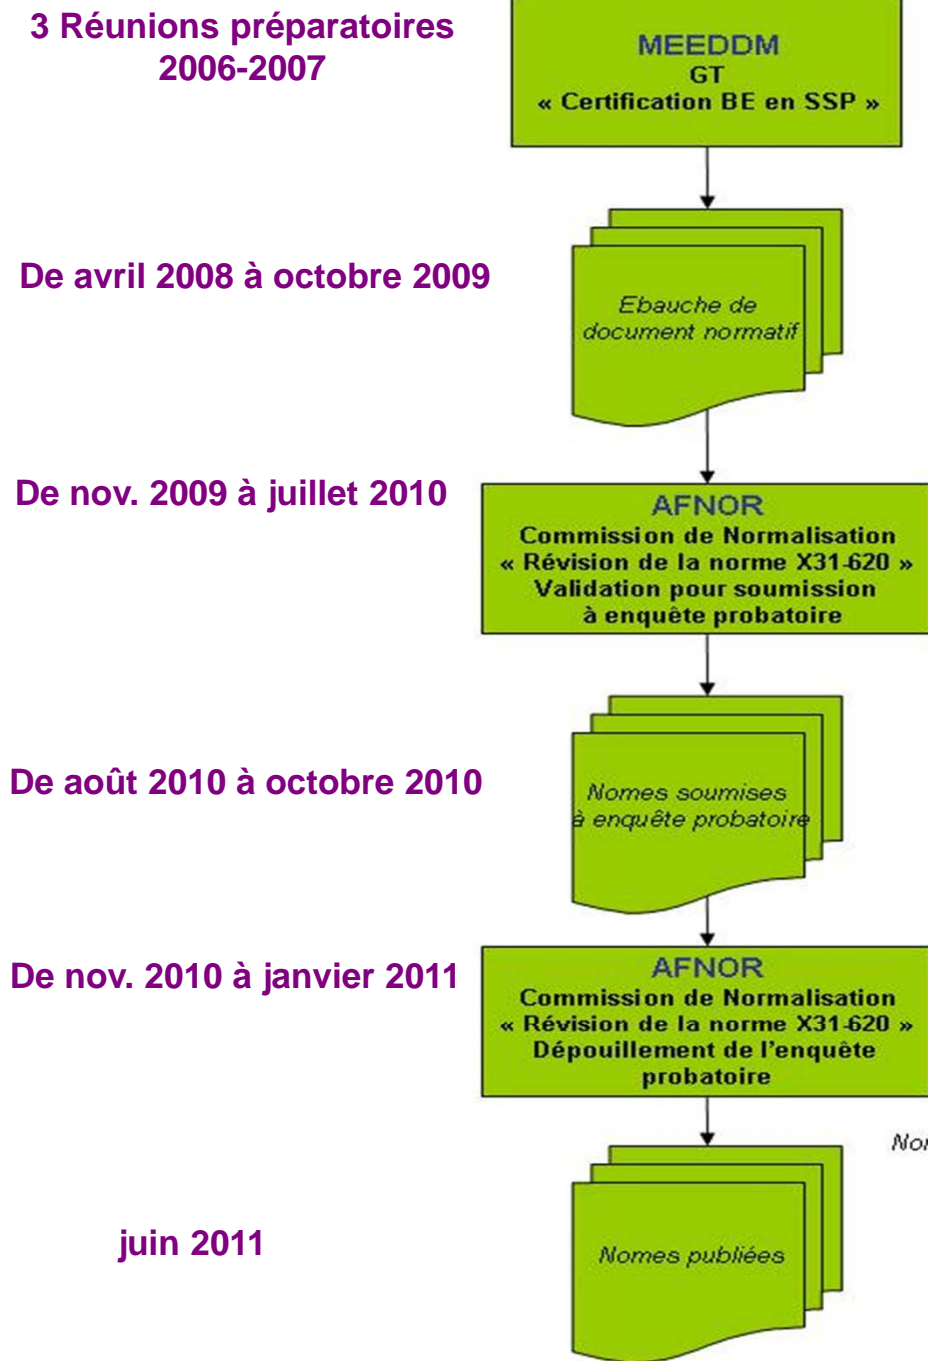 3 Réunions préparatoires
2006-2007
MEEDDM
GT
« Certification BE en SSP »
De avril 2008 à octobre 2009
Ebauche de
document normatif
De nov. 2009 à juillet 2010
AFNOR
Commission de Normalisation
« Révision de la norme X31-620 »
Validation pour soumission
à enquête probatoire
De août 2010 à octobre 2010
Nomes soumises
à enquête probatoire
De nov. 2010 à janvier 2011
AFNOR
Commission de Normalisation
« Révision de la norme X31-620 »
Dépouillement de l'enquête
probatoire
Nor
juin 2011
Nomes publiées